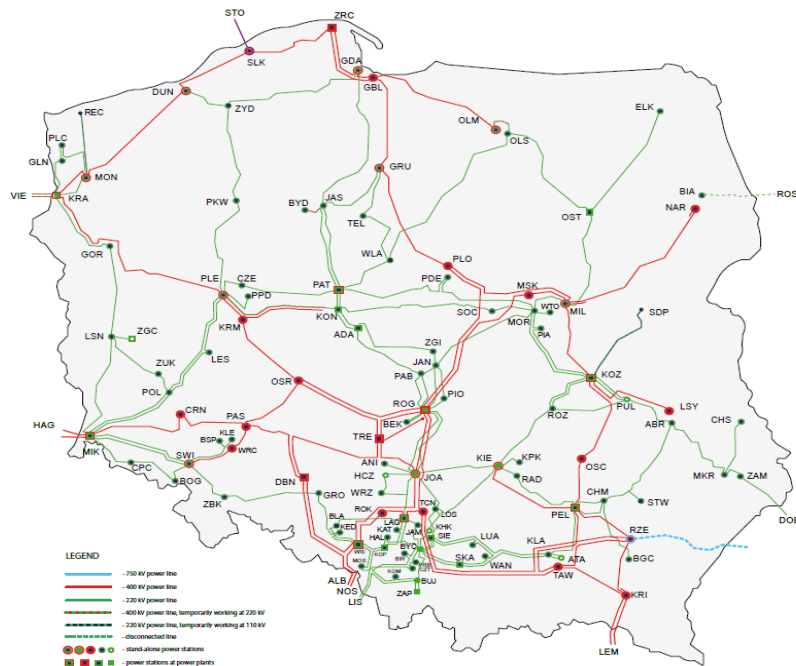 STO
ZRC
SLK
GDA
GBL
DUN
ZYD
REC
OLM
OLS
ELK
PLC
GLN
MON
GRU
VIE
KRA
BIA
ROS
NAR
PKW
BYD
JAS
TEL
OST
GOR
WLA
PLO
PLE
CZE
PPD
PAT
PDE
MSK
WTO
MIL
KON
SOC
MOR
SDP
KRM
ADA
PIA
LSN
ZGC
ZGI
JAN
ZUK
LES
PAB
KOZ
POL
OSR
PIO
ROG
PUL
LSY
CRN
PAS
BEK
ROZ
ABR
CHS
HAG
MIK
KLE
BSP
WRC
TRE
SWI
ANI
KIE
KPK
OSC
CPC
BOG
DBN
HCZ
JOA
RAD
MKR
ZAM
ZBK
GRO
WRZ
CHM
STW
ROK
TCN
LOS
PEL
DOB
BLA
KED
LAG
KAT
JAM
KHK
SIE
RZE
HAL
LUA
KLA
WIE
KOP
BYC
MOS
BIR
SKA
WAN
ATA
BGC
KOM
CZT
TAW
ALB
NOS
BUJ
LIS
ZAP
KRI
LEM
LEGEND
- 750 kV power line
- 400 kV power line
- 220 kV power line
- 400 kV power line, temporarily working at 220 kV
- 220 kV power line, temporarily working at 110 kV
- disconnected line
- stand-alone power stations
- power stations at power plants